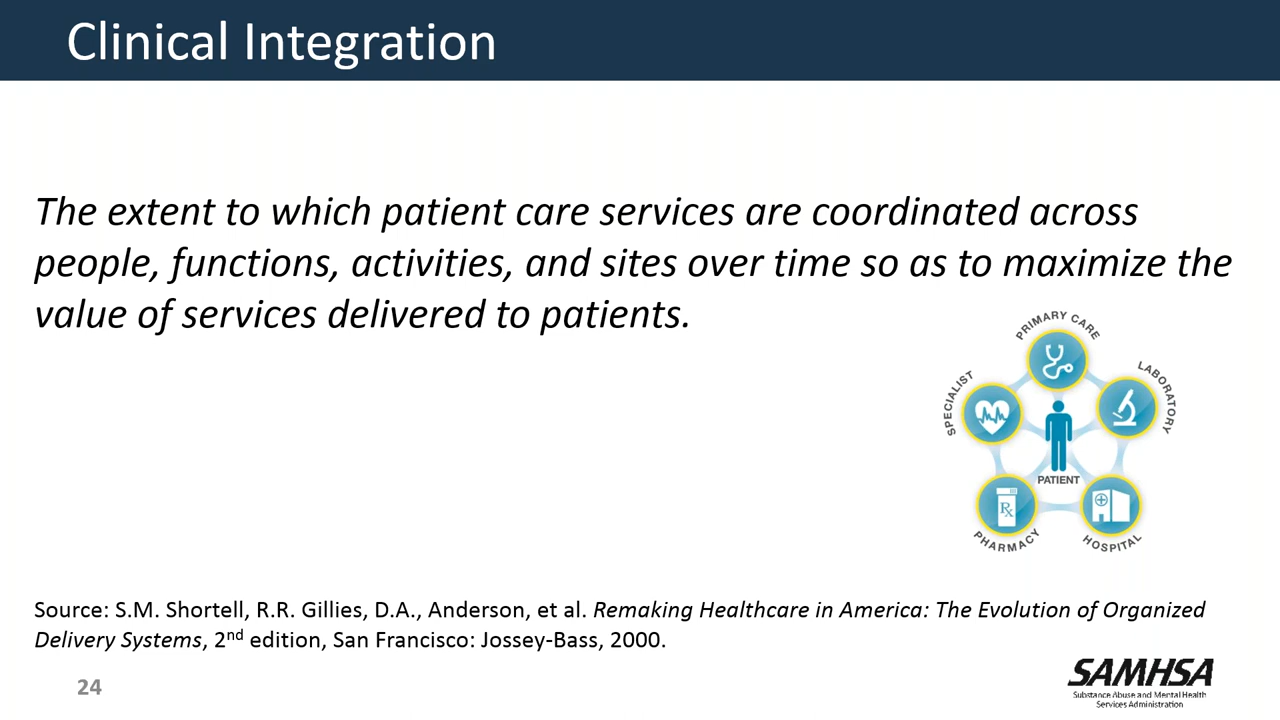 Clinical Integration
The extent to which patient care services are coordinated across
people, functions, activities, and sites over time so as to maximize the
value of services delivered to patients.
PRIMARY CARE
SPECIALIST
LABORATORY
PATIENT
Rx
PHARMACY
HOSPITAL
Source: S.M. Shortell, R.R. Gillies, D.A., Anderson, et al. Remaking Healthcare in America: The Evolution of Organized
Delivery Systems, 2nd edition, San Francisco: Jossey-Bass, 2000.
24
SAMHSA
Substance Abuse and Mental Health
Services Administration